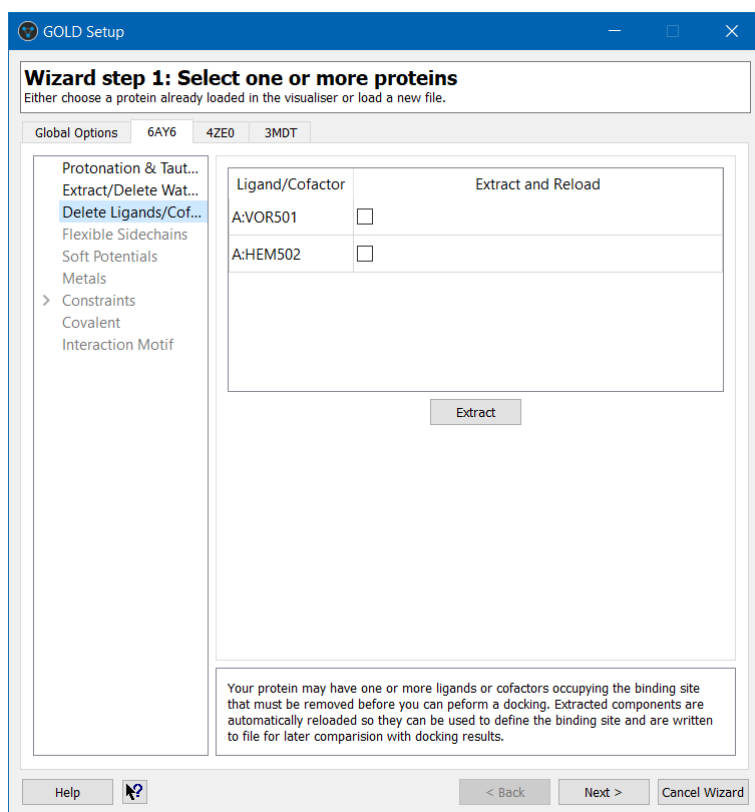 GOLD Setup
Wizard step 1: Select one or more proteins
Either choose a protein already loaded in the visualiser or load a new file.
Global Options 6AY6 4ZE0 3MDT
Protonation & Taut...
Extract/Delete Wat...
Delete Ligands/Cof...
Flexible Sidechains
Soft Potentials
Metals
Constraints
Covalent
Interaction Motif
Ligand/Cofactor Extract and Reload
A:VOR501
A:HEM502
Extract
Your protein may have one or more ligands or cofactors occupying the binding site
that must be removed before you can peform a docking. Extracted components are
automatically reloaded so they can be used to define the binding site and are written
to file for later comparision with docking results.
Help < Back Next > Cancel Wizard